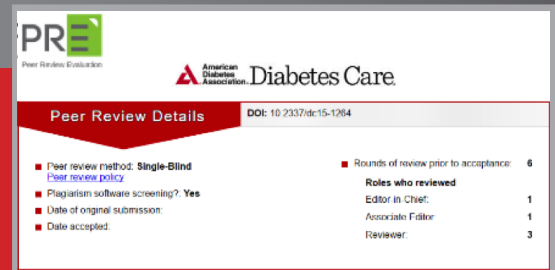 PRE
Peer Review Evaluation
American
Diabetes
Association.
Diabetes Care.
Peer Review Details
DOI: 10.2337/dc15-1264
Peer review method: Single-Blind
Peer review policy
Plagiarism software screening?: Yes
Date of original submission:
Date accepted:
Rounds of review prior to acceptance: 6
Roles who reviewed
Editor-in-Chief: 1
Associate Editor 1
Reviewer: 3